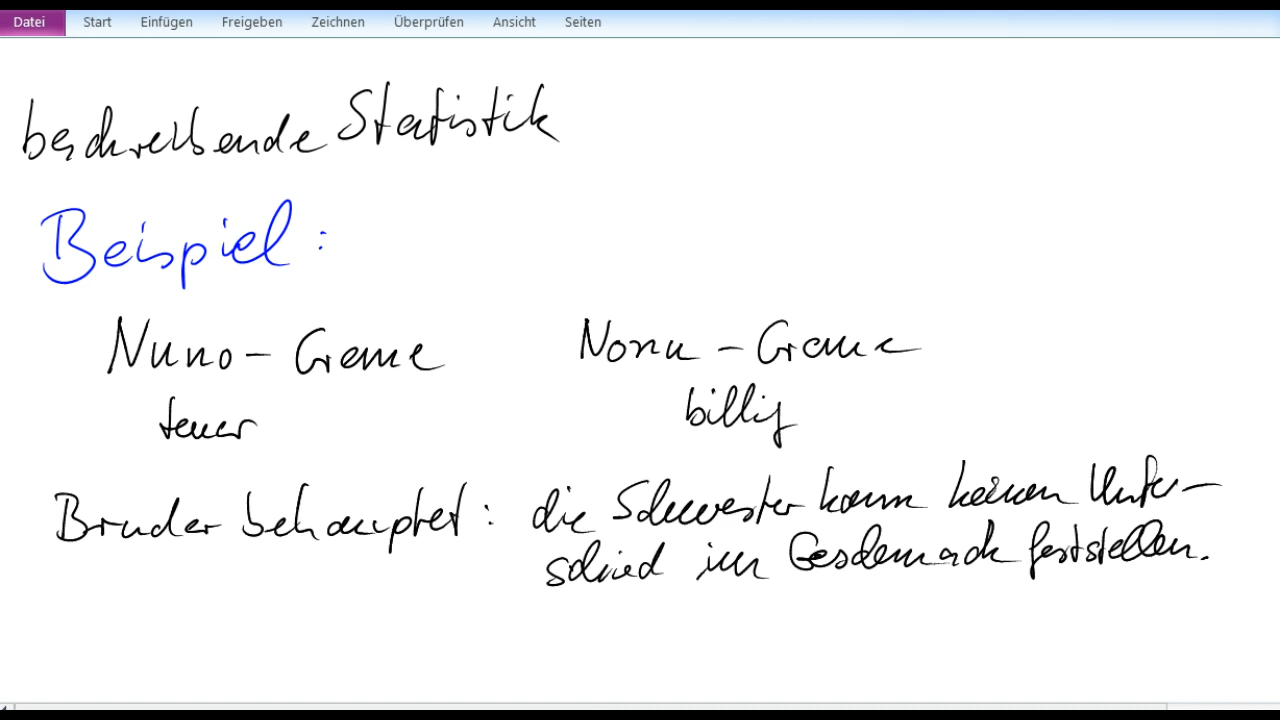 Datei Start Einfügen Freigeben Zeichnen Überprüfen Ansicht Seiten
beschreibende Statistik
Beispiel:
Nuno-Creme Nona-Creme
teuer billig
Bruder behauptet: die Schwester kann keinen Unter-
schied im Geschmack feststellen.